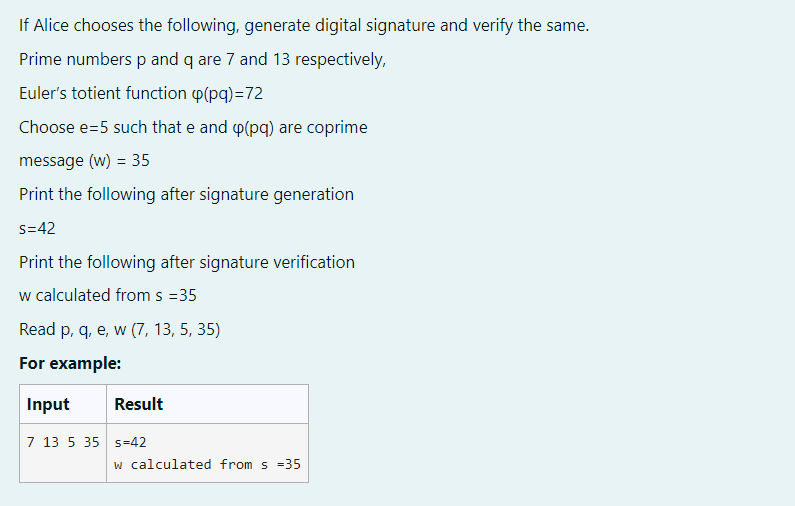 If Alice chooses the following, generate digital signature and verify the same.
Prime numbers p and q are 7 and 13 respectively,
Euler's totient function φ(pq)=72
Choose e=5 such that e and φ(pq) are coprime
message (w) = 35
Print the following after signature generation
s=42
Print the following after signature verification
w calculated from s =35
Read p, q, e, w (7, 13, 5, 35)
For example:
Input Result
7 13 5 35 s=42
w calculated from s =35